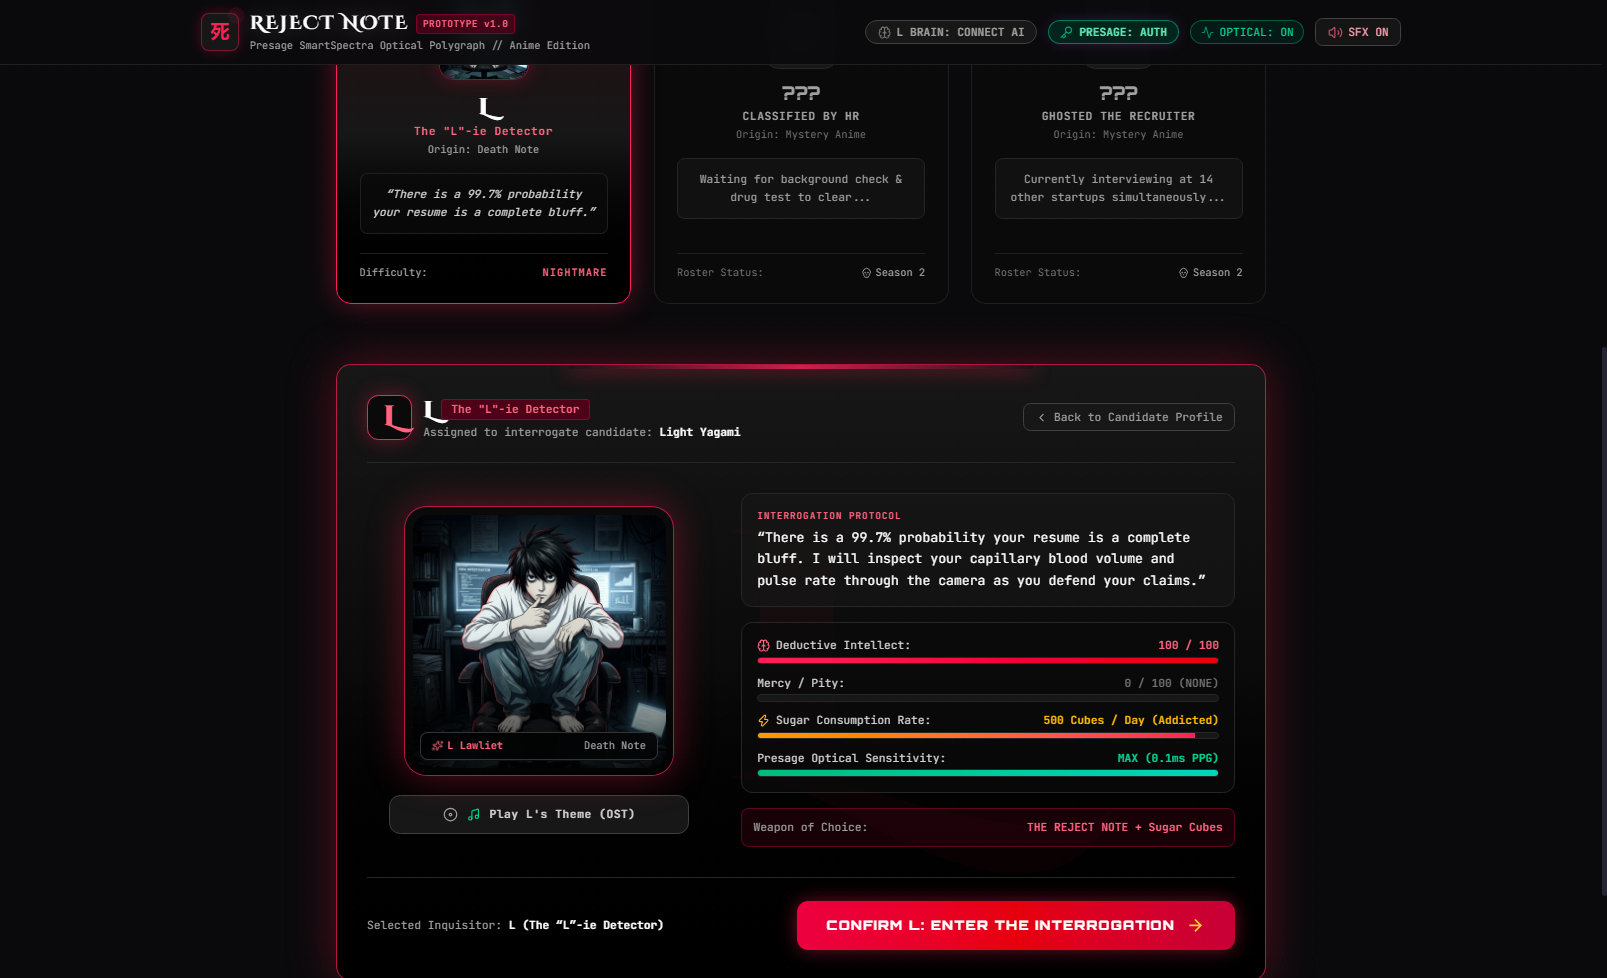 死
REJECT NOTE
PROTOTYPE v1.0
Presage SmartSpectra Optical Polygraph // Anime Edition
L BRAIN: CONNECT AI
PRESAGE: AUTH
OPTICAL: ON
SFX ON
L
The "L"-ie Detector
Origin: Death Note
“There is a 99.7% probability
your resume is a complete bluff.”
Difficulty:
NIGHTMARE
???
CLASSIFIED BY HR
Origin: Mystery Anime
Waiting for background check &
drug test to clear...
Roster Status:
Season 2
???
GHOSTED THE RECRUITER
Origin: Mystery Anime
Currently interviewing at 14
other startups simultaneously...
Roster Status:
Season 2
L
L
The "L"-ie Detector
Assigned to interrogate candidate: Light Yagami
Back to Candidate Profile
L Lawliet
Death Note
Play L's Theme (OST)
INTERROGATION PROTOCOL
“There is a 99.7% probability your resume is a complete
bluff. I will inspect your capillary blood volume and
pulse rate through the camera as you defend your claims.”
Deductive Intellect:
100 / 100
Mercy / Pity:
0 / 100 (NONE)
Sugar Consumption Rate:
500 Cubes / Day (Addicted)
Presage Optical Sensitivity:
MAX (0.1ms PPG)
Weapon of Choice:
THE REJECT NOTE + Sugar Cubes
Selected Inquisitor: L (The “L”-ie Detector)
CONFIRM L: ENTER THE INTERROGATION